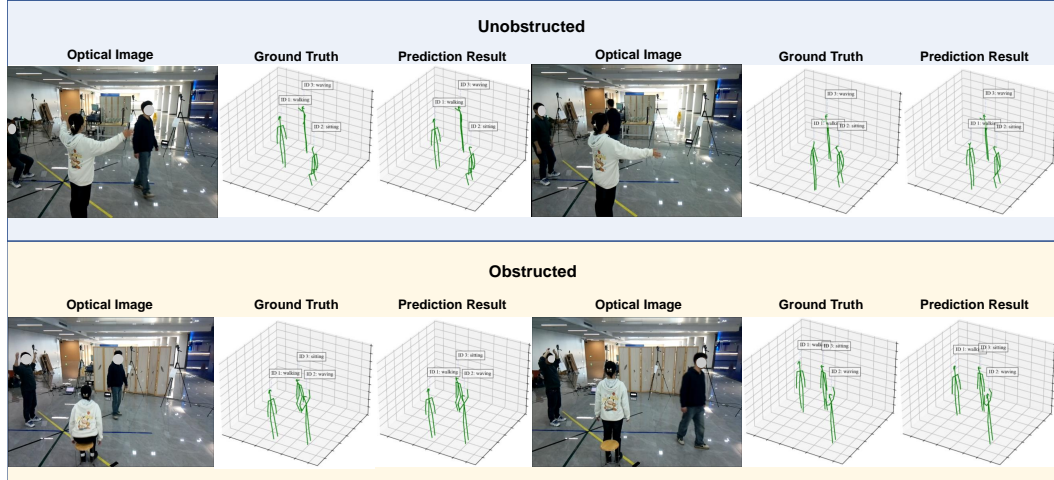 Unobstructed
Optical Image
Ground Truth
Prediction Result
Optical Image
Ground Truth
Prediction Result
ID 3: waving
ID 1: walking
ID 2: sitting
ID 3: waving
ID 1: walking
ID 2: sitting
ID 3: waving
ID 2: sitting
ID 3: waving
ID 1: walking
ID 2: sitting
Obstructed
Optical Image
Ground Truth
Prediction Result
Optical Image
Ground Truth
Prediction Result
ID 3: sitting
ID 1: walking
ID 2: waving
ID 3: sitting
ID 1: walking
ID 2: waving
ID 3: sitting
ID 2: waving
ID 3: sitting
ID 2: waving